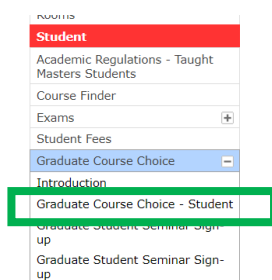 Rooms
Student
Academic Regulations - Taught
Masters Students
Course Finder
Exams
Student Fees
Graduate Course Choice
Introduction
Graduate Course Choice - Student
Graduate Student Seminar Sign-
up
Graduate Student Seminar Sign-
up